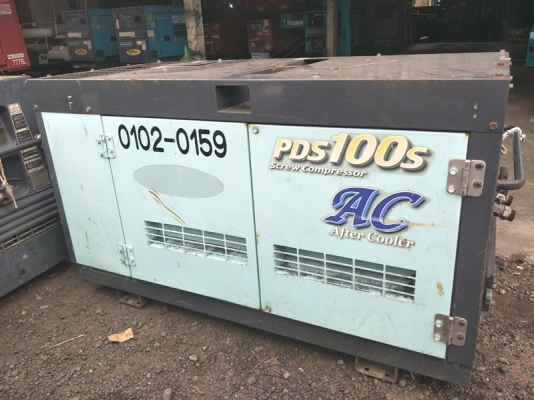 0102-0159
PDS100S
Screw Compressor
AC
After Cooler